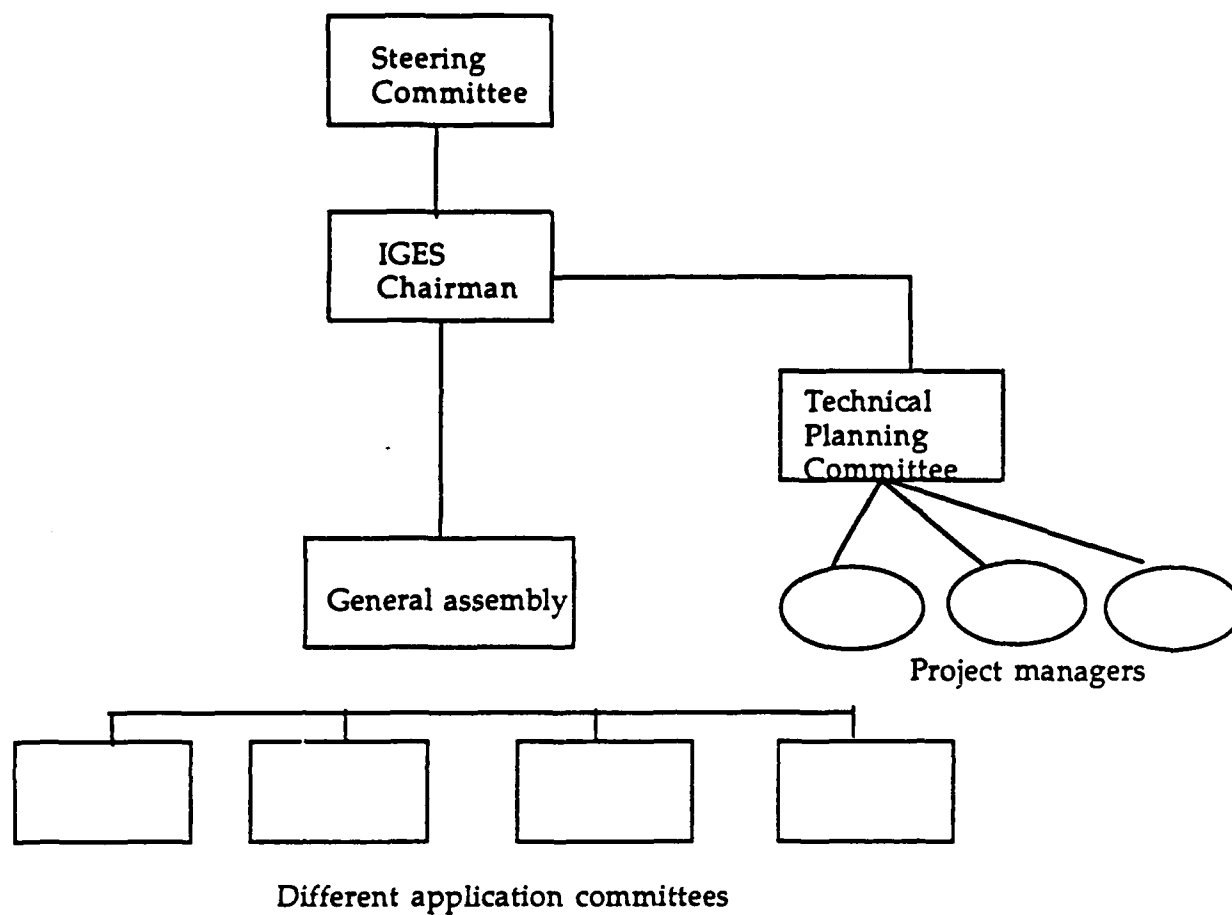 Steering
Committee
IGES
Chairman
Technical
Planning
Committee
General assembly
Project managers
Different application committees